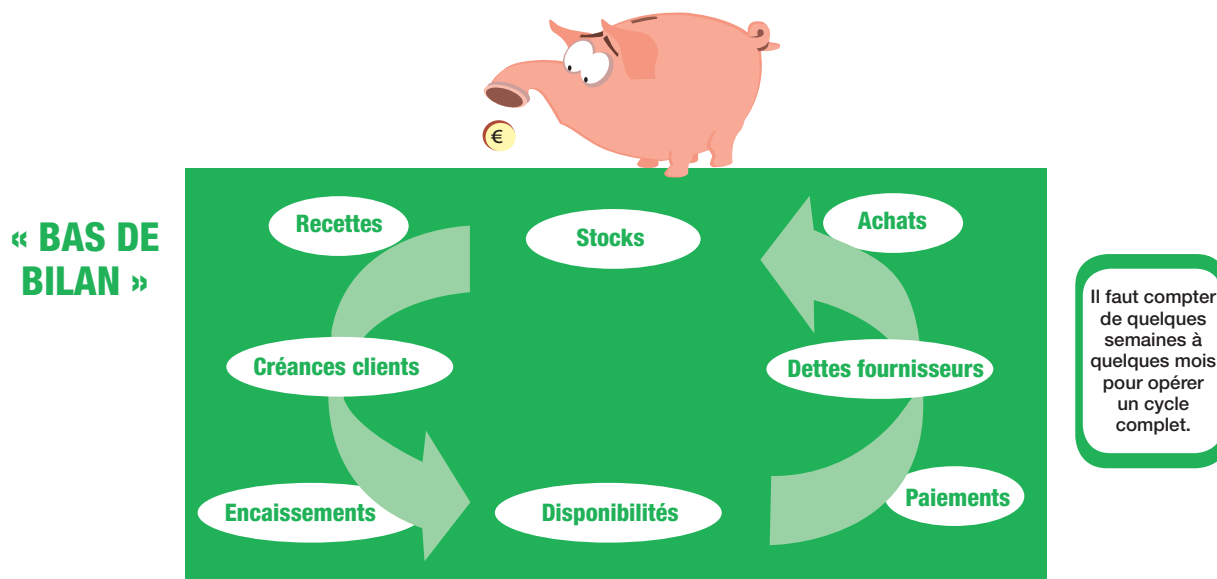 €
« BAS DE
BILAN »
Recettes
Stocks
Achats
Créances clients
Dettes fournisseurs
Encaissements
Disponibilités
Paiements
Il faut compter
de quelques
semaines à
quelques mois
pour opérer
un cycle
complet.